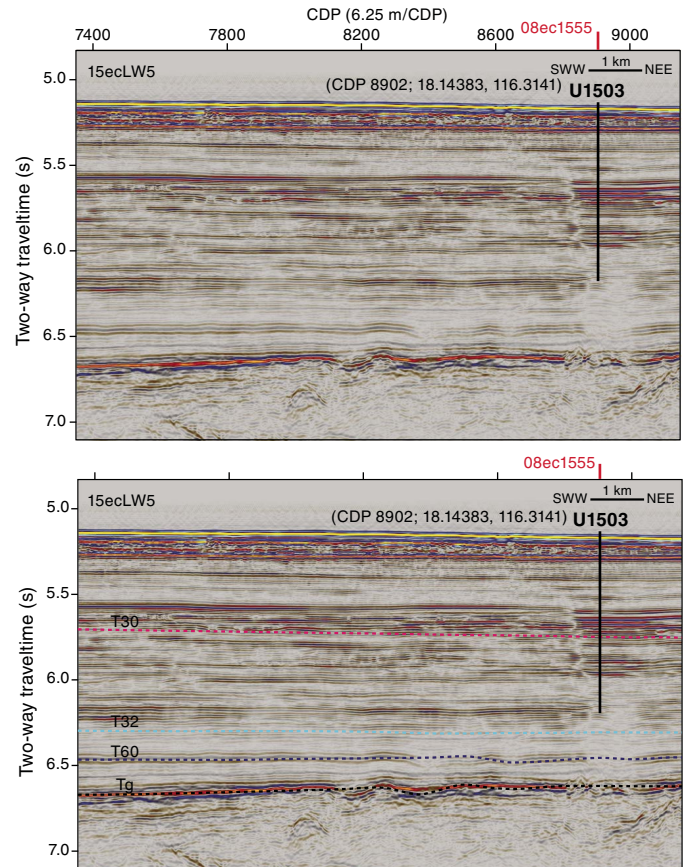 CDP (6.25 m/CDP)
7400 7800 8200 8600 08ec1555 9000
15ecLW5
1 km
SWW NEE
(CDP 8902; 18.14383, 116.3141) U1503
Two-way traveltime (s)
5.0
5.5
6.0
6.5
7.0
08ec1555
15ecLW5
1 km
SWW NEE
(CDP 8902; 18.14383, 116.3141) U1503
Two-way traveltime (s)
5.0
5.5
T30
6.0
T32
T60
6.5
Tg
7.0